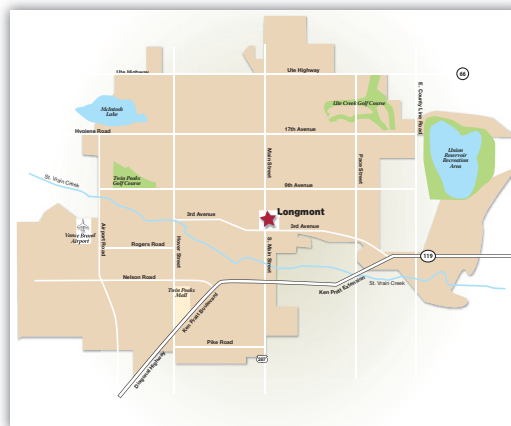 Ute Highway
Ute Highway
66
McIntosh
Lake
Ute Creek Golf Course
E. County Line Road
Hygiene Road
17th Avenue
Union
Reservoir
Recreation
Area
Main Street
Pace Street
St. Vrain Creek
Twin Peaks
Golf Course
9th Avenue
3rd Avenue
Longmont
3rd Avenue
Vance Brand
Airport
Airport Road
Rogers Road
Hover Street
S. Main Street
119
Nelson Road
Twin Peaks
Mall
Ken Pratt Boulevard
Ken Pratt Extension
St. Vrain Creek
Pike Road
287
Diagonal Highway